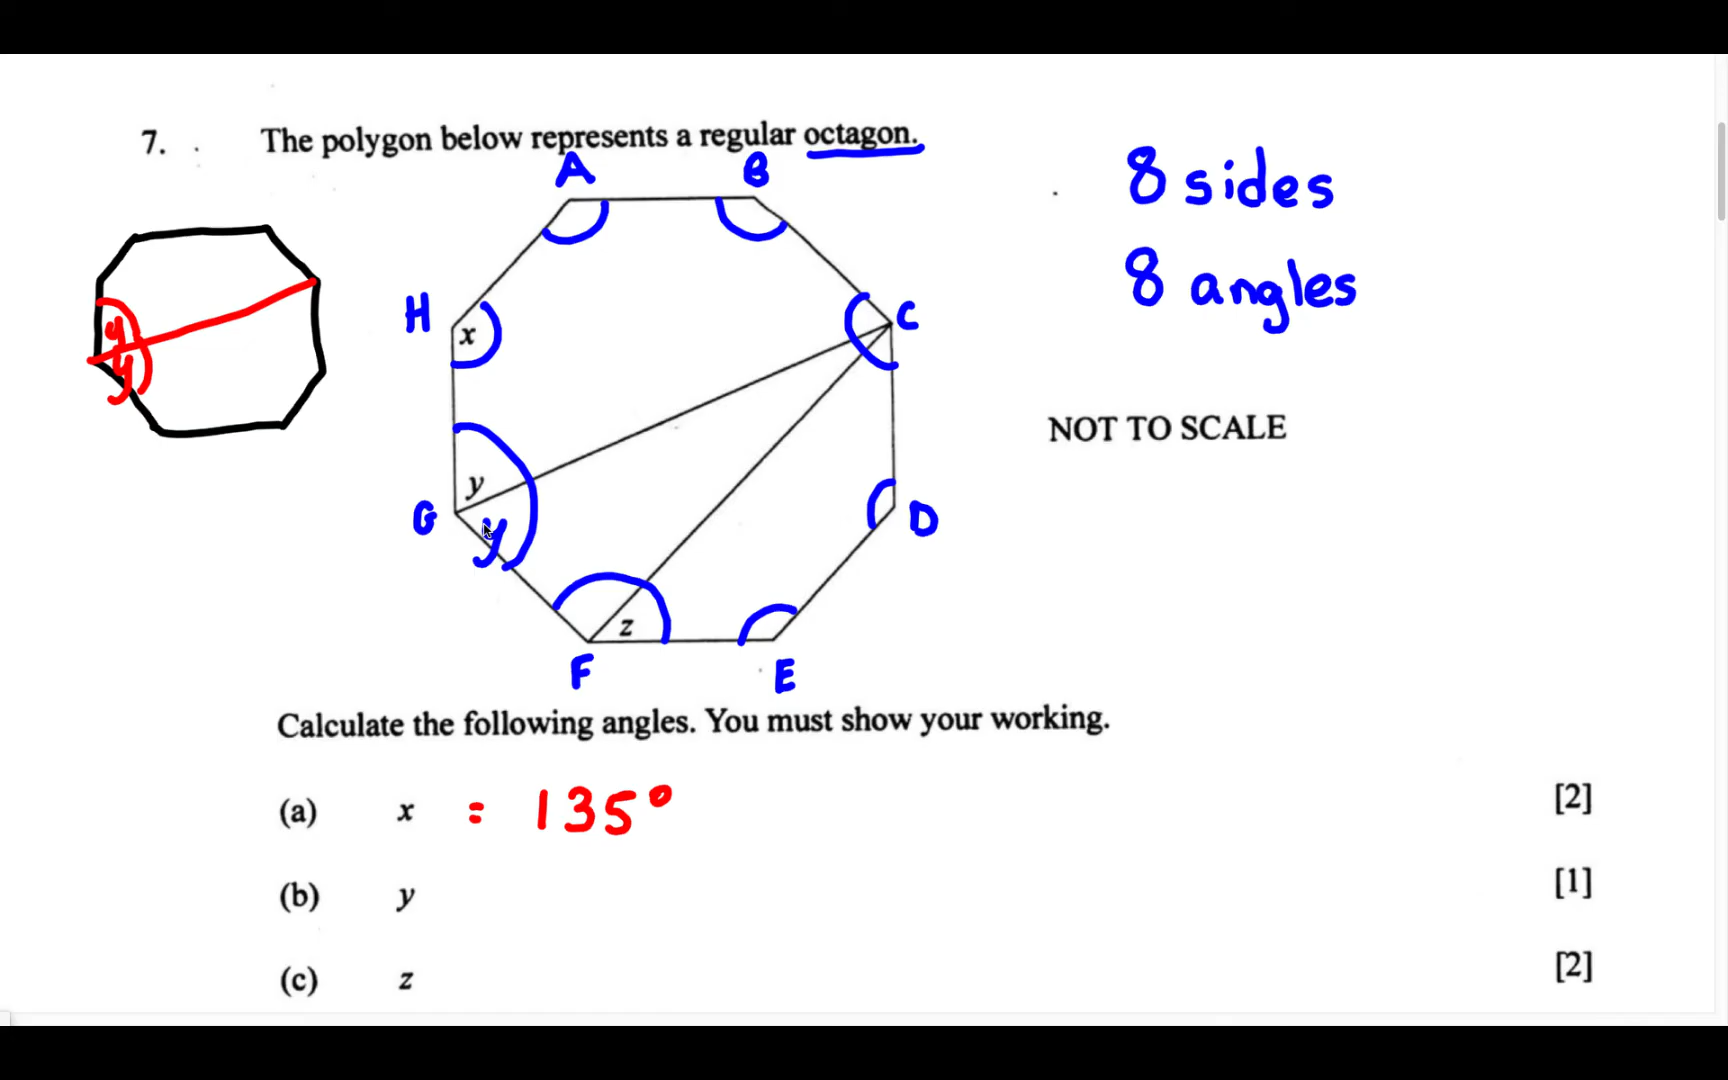 7. The polygon below represents a regular octagon.
A B
8 sides
8 angles
H x C
y
y
NOT TO SCALE
y
G y D
z
F E
Calculate the following angles. You must show your working.
(a) x = 135° [2]
(b) y [1]
(c) z [2]